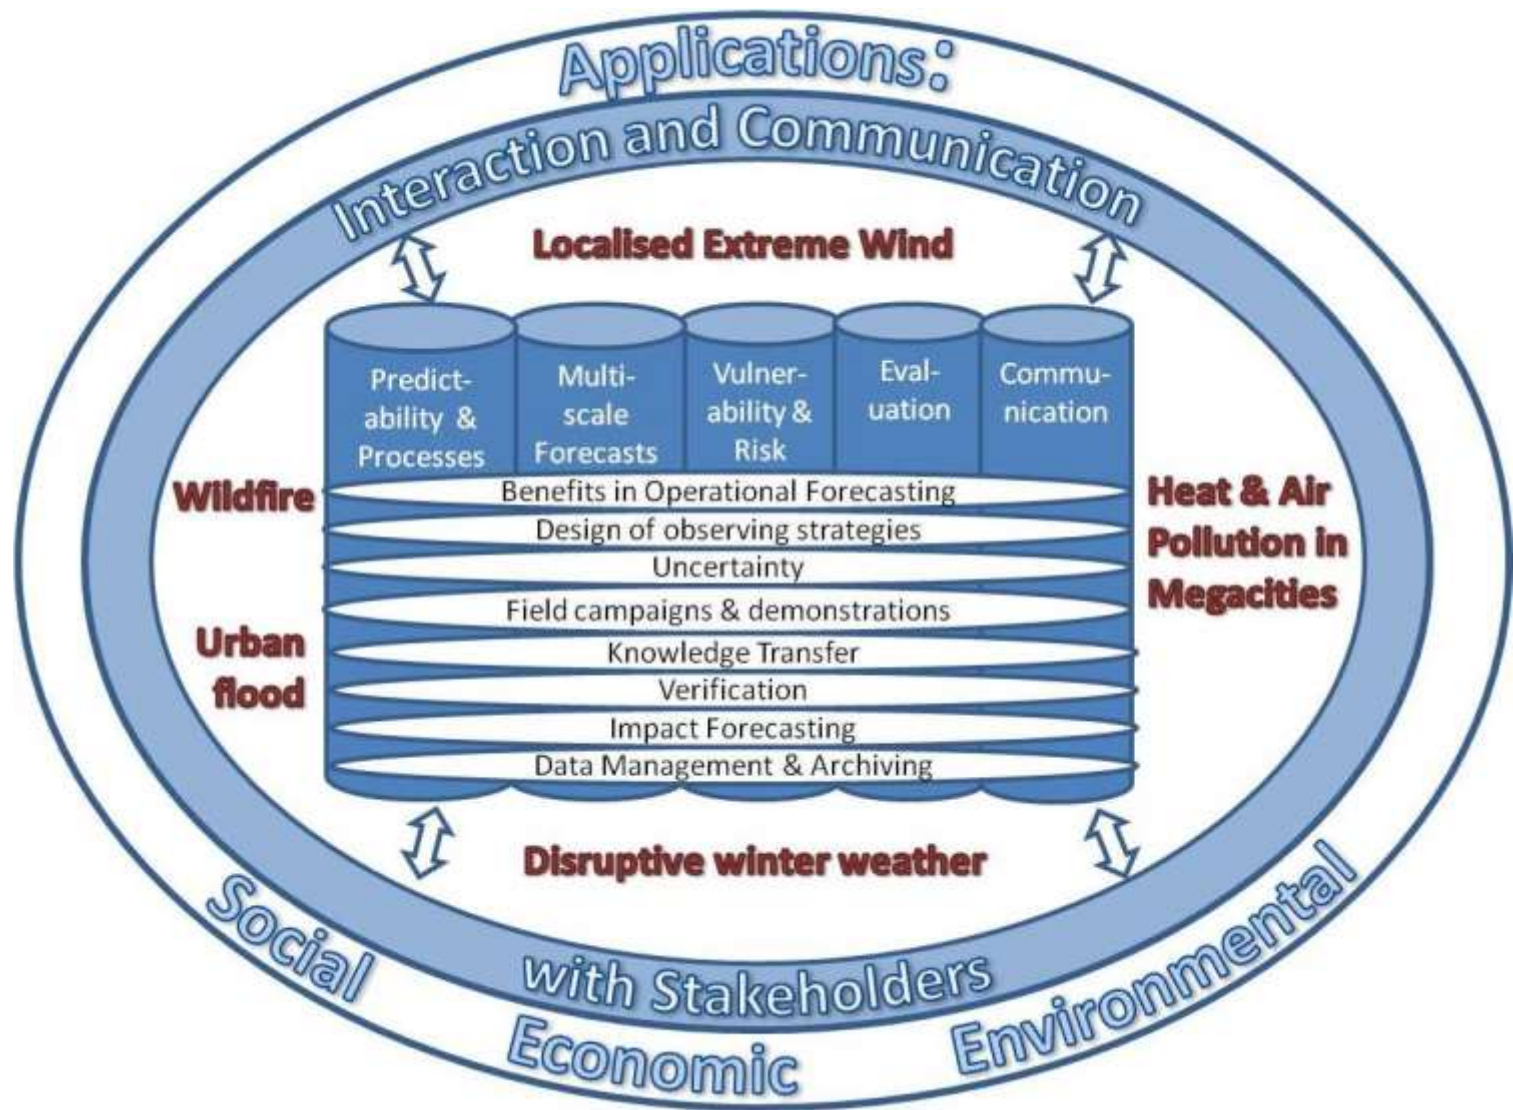 Applications:
Interaction and Communication
Localised Extreme Wind
Predict-
ability & 
Processes
Multi-
scale
Forecasts
Vulner-
ability &
Risk
Eval-
uation
Commu-
nication
Wildfire
Benefits in Operational Forecasting
Design of observing strategies
Uncertainty
Field campaigns & demonstrations
Knowledge Transfer
Verification
Impact Forecasting
Data Management & Archiving
Heat & Air
Pollution in
Megacities
Urban
flood
Disruptive winter weather
with Stakeholders
Social
Economic
Environmental